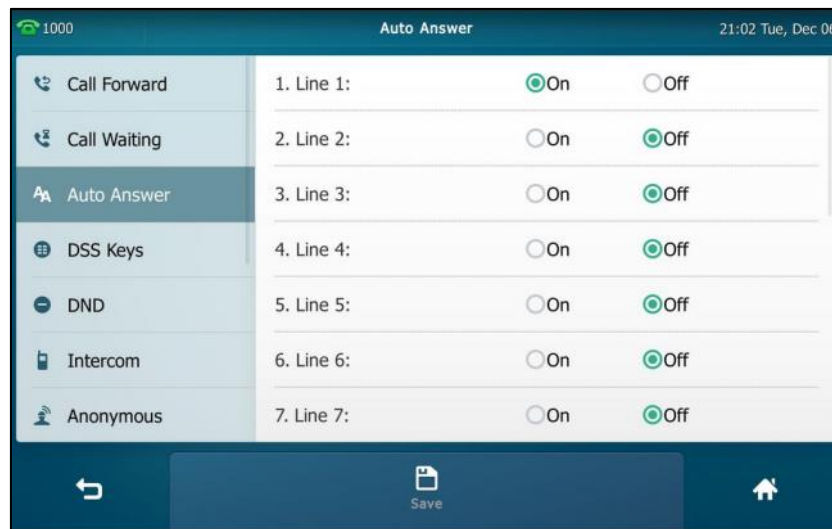 1000 Auto Answer 21:02 Tue, Dec 06
Call Forward 1. Line 1: On Off
Call Waiting 2. Line 2: On Off
Auto Answer 3. Line 3: On Off
DSS Keys 4. Line 4: On Off
DND 5. Line 5: On Off
Intercom 6. Line 6: On Off
Anonymous 7. Line 7: On Off
Save